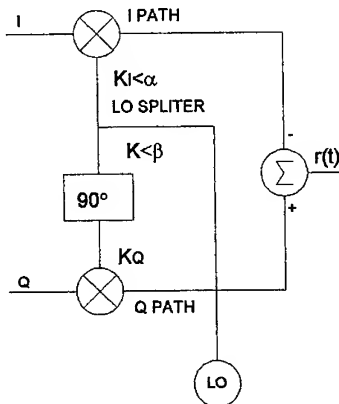 I
I PATH
KI<α
LO SPLITER
K<β
90°
KQ
Q
Q PATH
-
Σ
+
r(t)
LO